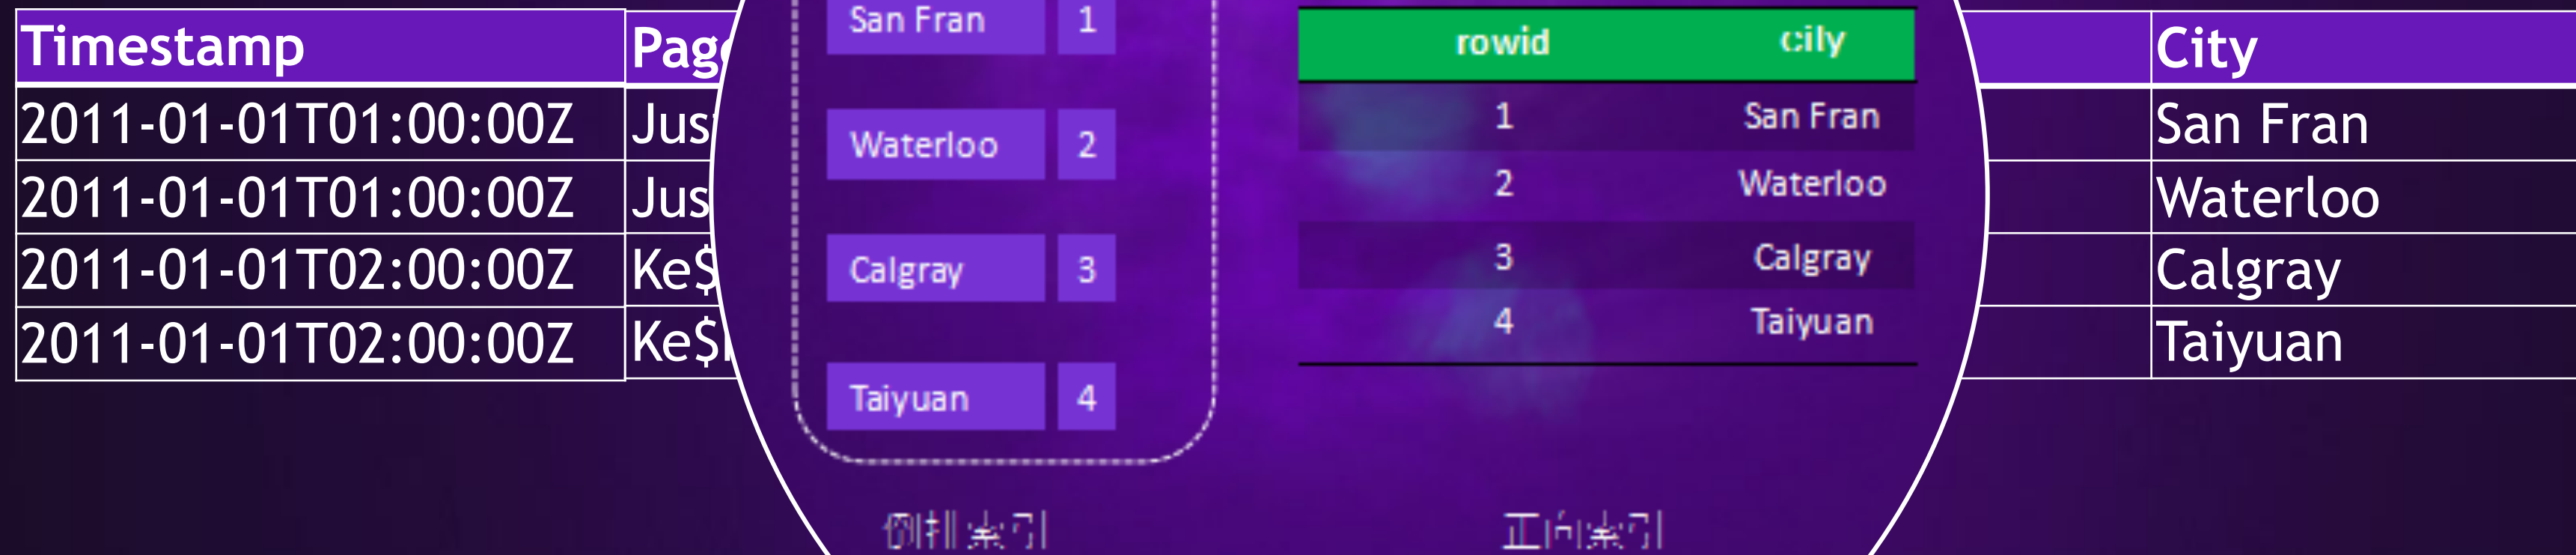 Timestamp Page City
2011-01-01T01:00:00Z Jus San Fran
2011-01-01T01:00:00Z Jus Waterloo
2011-01-01T02:00:00Z Ke$ Calgray
2011-01-01T02:00:00Z Ke$ Taiyuan
San Fran 1
Waterloo 2
Calgray 3
Taiyuan 4
倒排索引
rowid city
1 San Fran
2 Waterloo
3 Calgray
4 Taiyuan
正向索引